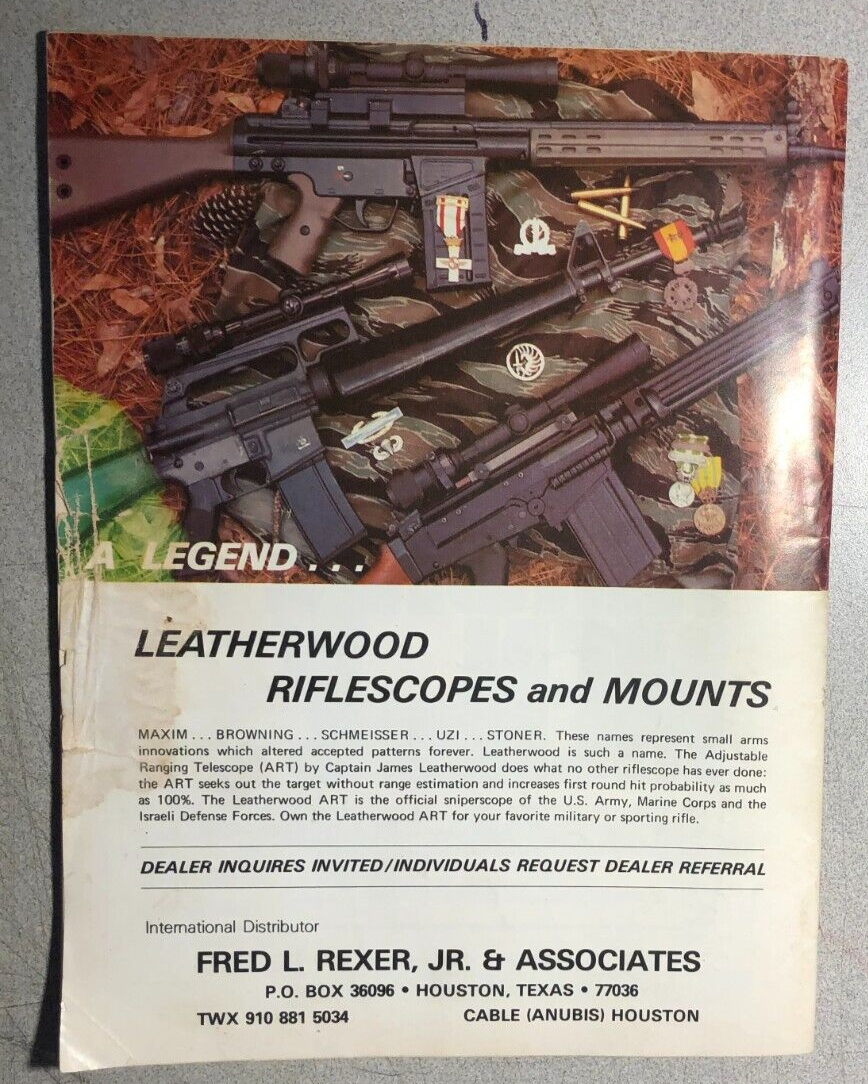 A LEGEND . . .
LEATHERWOOD
RIFLESCOPES and MOUNTS
MAXIM . . . BROWNING . . . SCHMEISSER . . . UZI . . . STONER. These names represent small arms
innovations which altered accepted patterns forever. Leatherwood is such a name. The Adjustable
Ranging Telescope (ART) by Captain James Leatherwood does what no other riflescope has ever done:
the ART seeks out the target without range estimation and increases first round hit probability as much
as 100%. The Leatherwood ART is the official sniperscope of the U.S. Army, Marine Corps and the
Israeli Defense Forces. Own the Leatherwood ART for your favorite military or sporting rifle.
DEALER INQUIRES INVITED/INDIVIDUALS REQUEST DEALER REFERRAL
International Distributor
FRED L. REXER, JR. & ASSOCIATES
P.O. BOX 36096 • HOUSTON, TEXAS • 77036
TWX 910 881 5034 CABLE (ANUBIS) HOUSTON